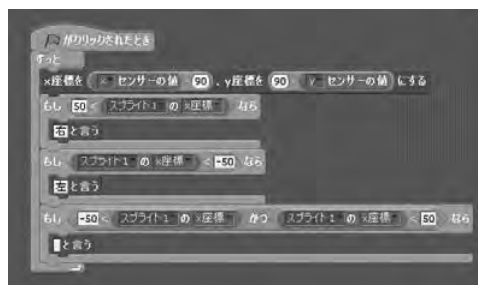 がクリックされたとき
ずっと
x座標を x センサーの値 - 90 、y座標を 90 - Y センサーの値 にする
もし 50 < スプライト1 の x座標 なら
右 と言う
もし スプライト1 の x座標 < -50 なら
左 と言う
もし -50 < スプライト1 の x座標 かつ スプライト1 の x座標 < 50 なら
と言う